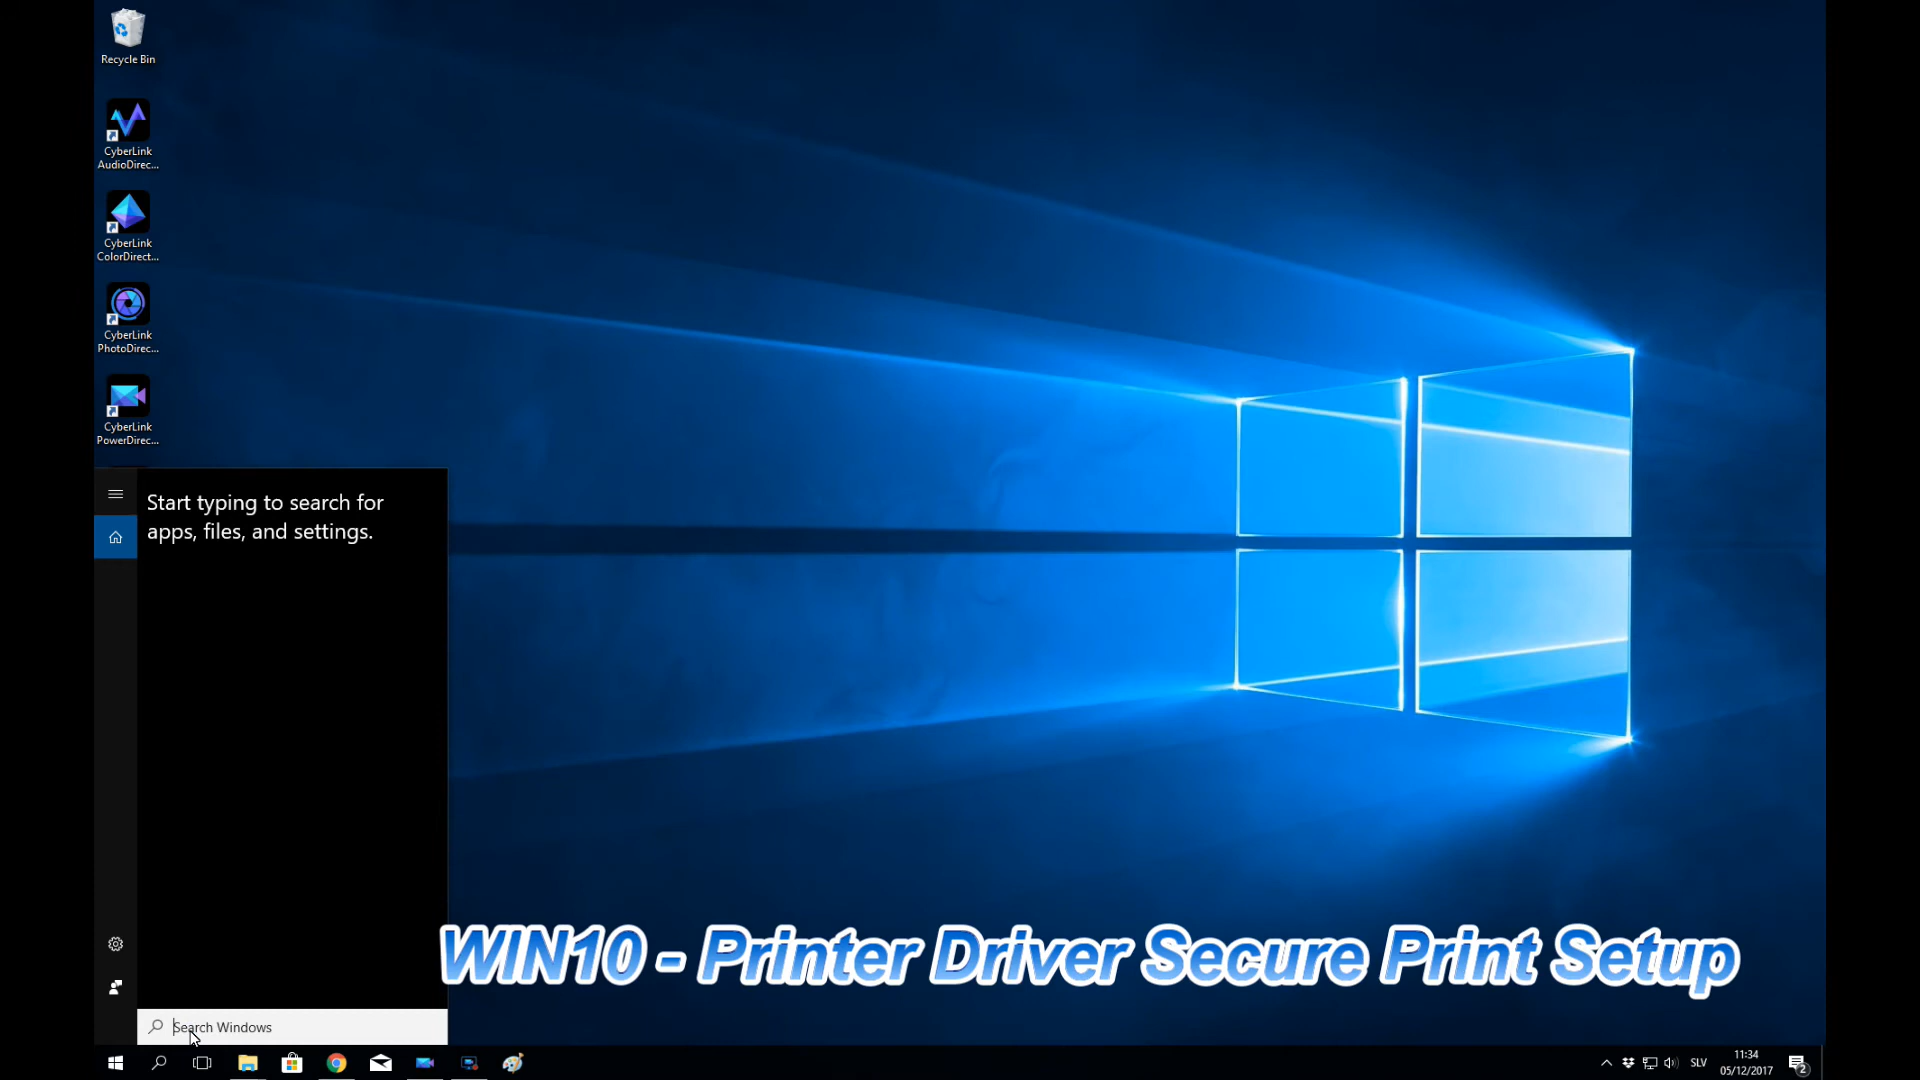 Recycle Bin
CyberLink
AudioDirec...
CyberLink
ColorDirect...
CyberLink
PhotoDirec...
CyberLink
PowerDirec...
Start typing to search for
apps, files, and settings.
WIN10 - Printer Driver Secure Print Setup
Search Windows
SLV
11:34
05/12/2017
2